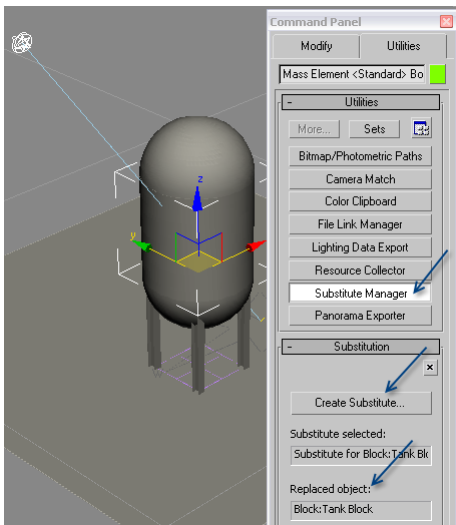 Command Panel
Modify Utilities
Mass Element <Standard> Bo
- Utilities
More... Sets
Bitmap/Photometric Paths
Camera Match
Color Clipboard
File Link Manager
Lighting Data Export
Resource Collector
Substitute Manager
Panorama Exporter
- Substitution
Create Substitute...
Substitute selected:
Substitute for Block:Tank Blo
Replaced object:
Block:Tank Block
z
y